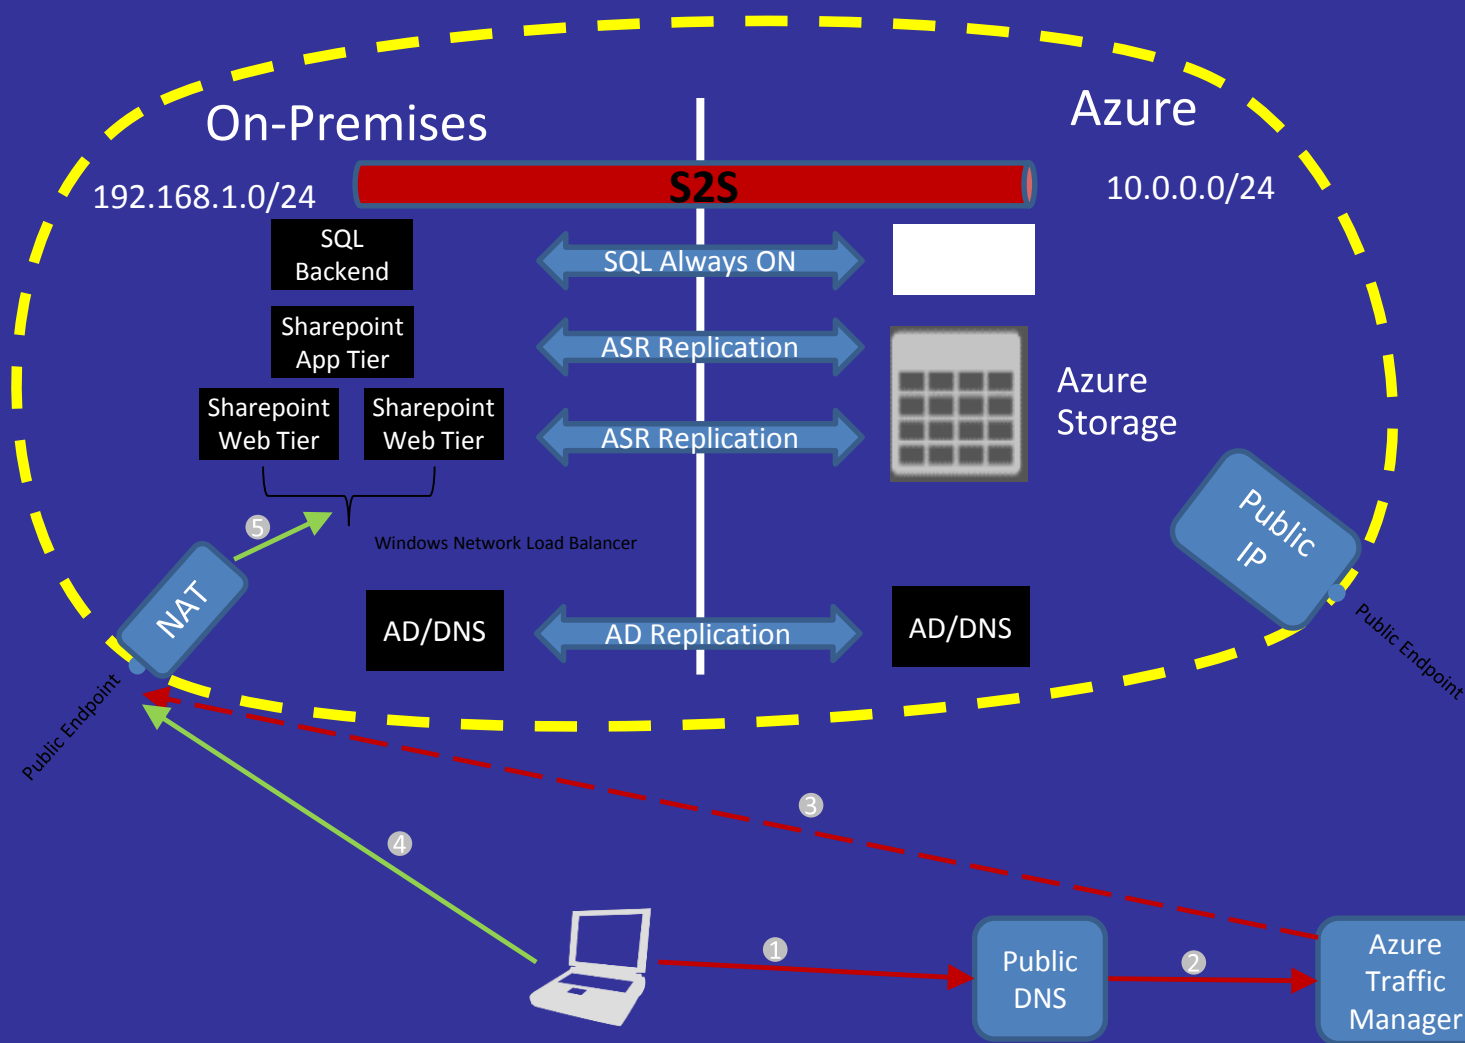 On-Premises
Azure
192.168.1.0/24
S2S
10.0.0.0/24
SQL
Backend
SQL Always ON
Sharepoint
App Tier
ASR Replication
Azure
Storage
Sharepoint
Web Tier
Sharepoint
Web Tier
ASR Replication
Public
IP
5
Windows Network Load Balancer
NAT
AD/DNS
AD Replication
AD/DNS
Public Endpoint
Public Endpoint
3
4
1
2
Public
DNS
Azure
Traffic
Manager